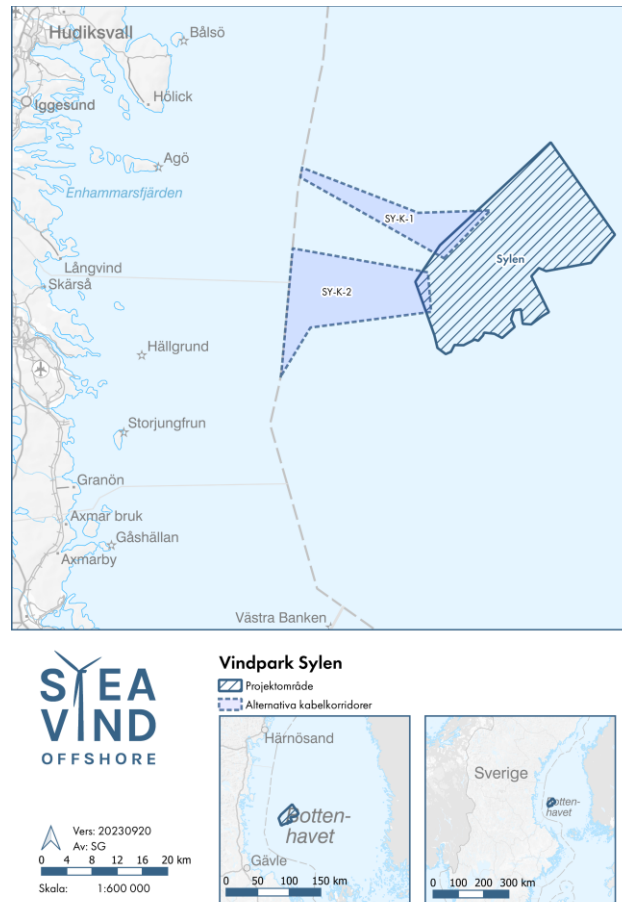 Hudiksvall
Bålsö
Hölick
Iggesund
Agö
Enhammarsfjärden
SY-K-1
Sylen
Långvind
Skärså
SY-K-2
Hällgrund
Storjungfrun
Granön
Axmar bruk
Gåshällan
Axmarby
Västra Banken
SVEA
VIND
OFFSHORE
Vindpark Sylen
Projektområde
Alternativa kabelkorridorer
Härnösand
Botten-
havet
Gävle
0 50 100 150 km
Sverige
Botten-
havet
0 100 200 300 km
Vers: 20230920
Av: SG
0 4 8 12 16 20 km
Skala: 1:600 000